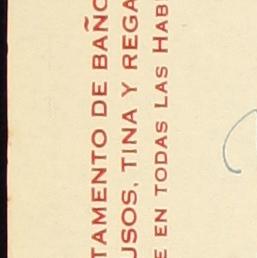 TAMENTO DE BAÑO
USOS, TINA Y REGA
E EN TODAS LAS HAB